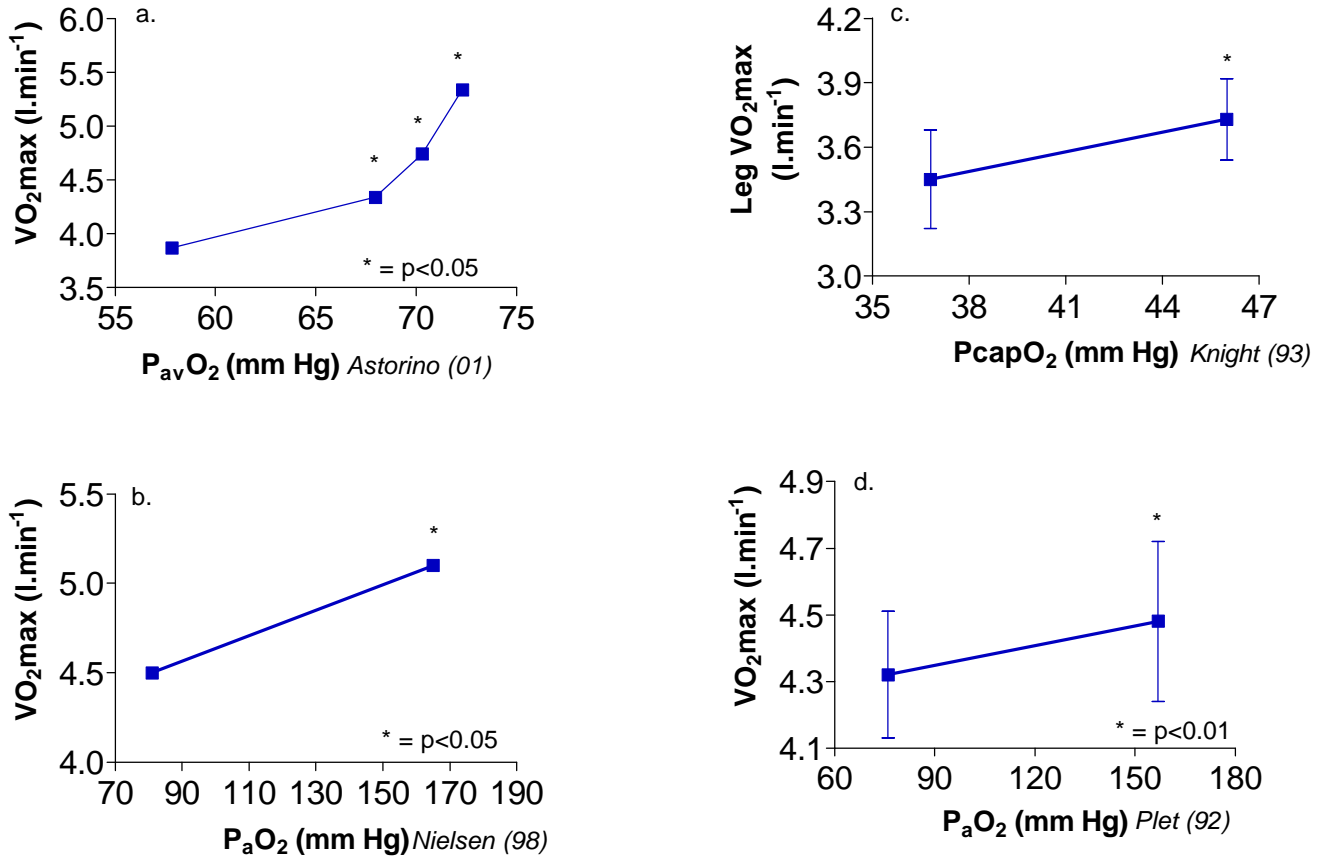 a.
VO₂max (l.min⁻¹)
6.0
5.5
5.0
4.5
4.0
3.5
*
*
*
* = p<0.05
55 60 65 70 75
PavO₂ (mm Hg) Astorino (01)
c.
Leg VO₂max
(l.min⁻¹)
4.2
3.9
3.6
3.3
3.0
*
35 38 41 44 47
PcapO₂ (mm Hg) Knight (93)
b.
VO₂max (l.min⁻¹)
5.5
5.0
4.5
4.0
*
* = p<0.05
70 90 110 130 150 170 190
PaO₂ (mm Hg) Nielsen (98)
d.
VO₂max (l.min⁻¹)
4.9
4.7
4.5
4.3
4.1
*
* = p<0.01
60 90 120 150 180
PaO₂ (mm Hg) Plet (92)